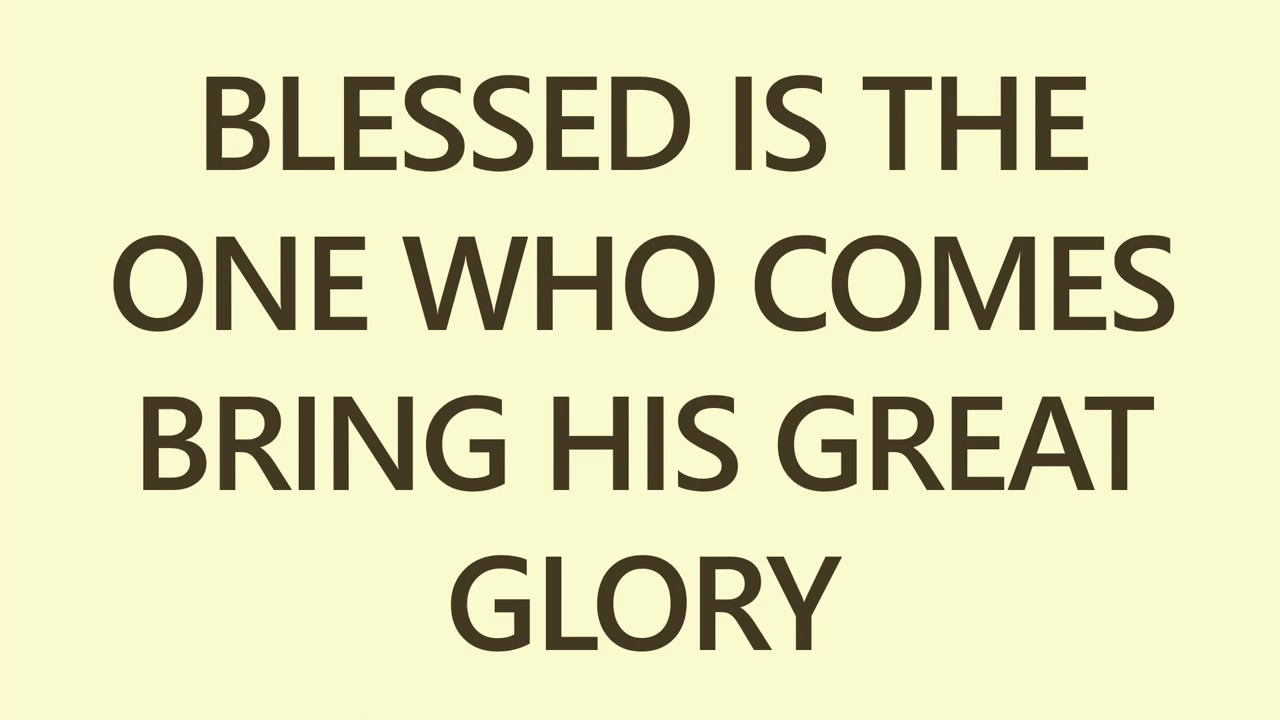 BLESSED IS THE
ONE WHO COMES
BRING HIS GREAT
GLORY